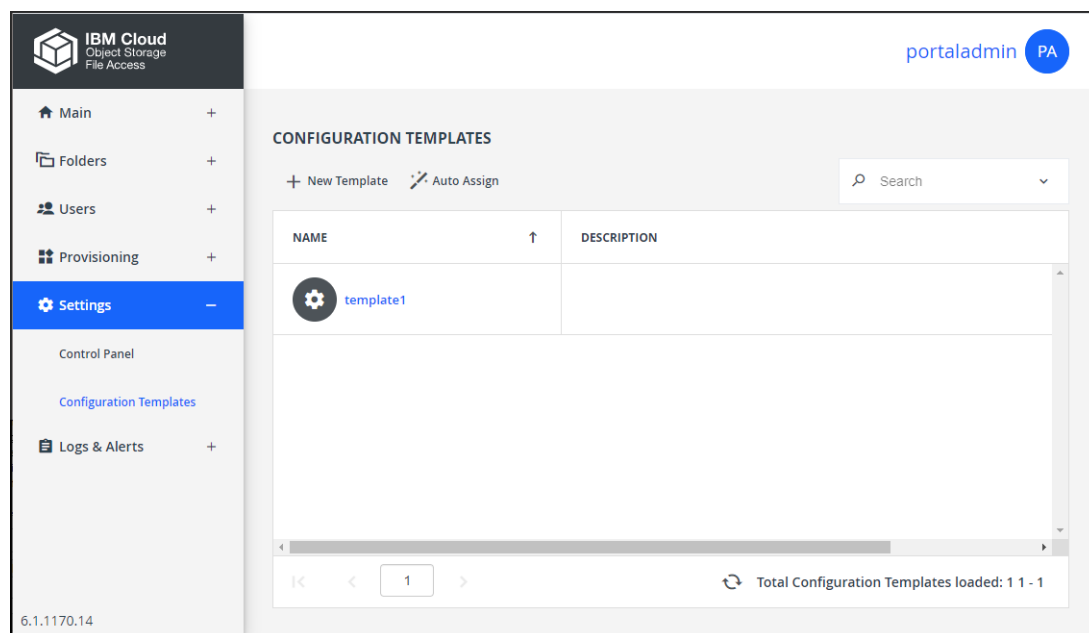 IBM Cloud
Object Storage
File Access
portaladmin PA
Main +
Folders +
Users +
Provisioning +
Settings −
Control Panel
Configuration Templates
Logs & Alerts +
6.1.1170.14
CONFIGURATION TEMPLATES
+ New Template Auto Assign Search
NAME ↑ DESCRIPTION
template1
1 Total Configuration Templates loaded: 1 1 - 1